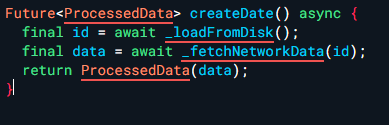 Future<ProcessedData> createDate() async {
  final id = await _loadFromDisk();
  final data = await _fetchNetworkData(id);
  return ProcessedData(data);
}